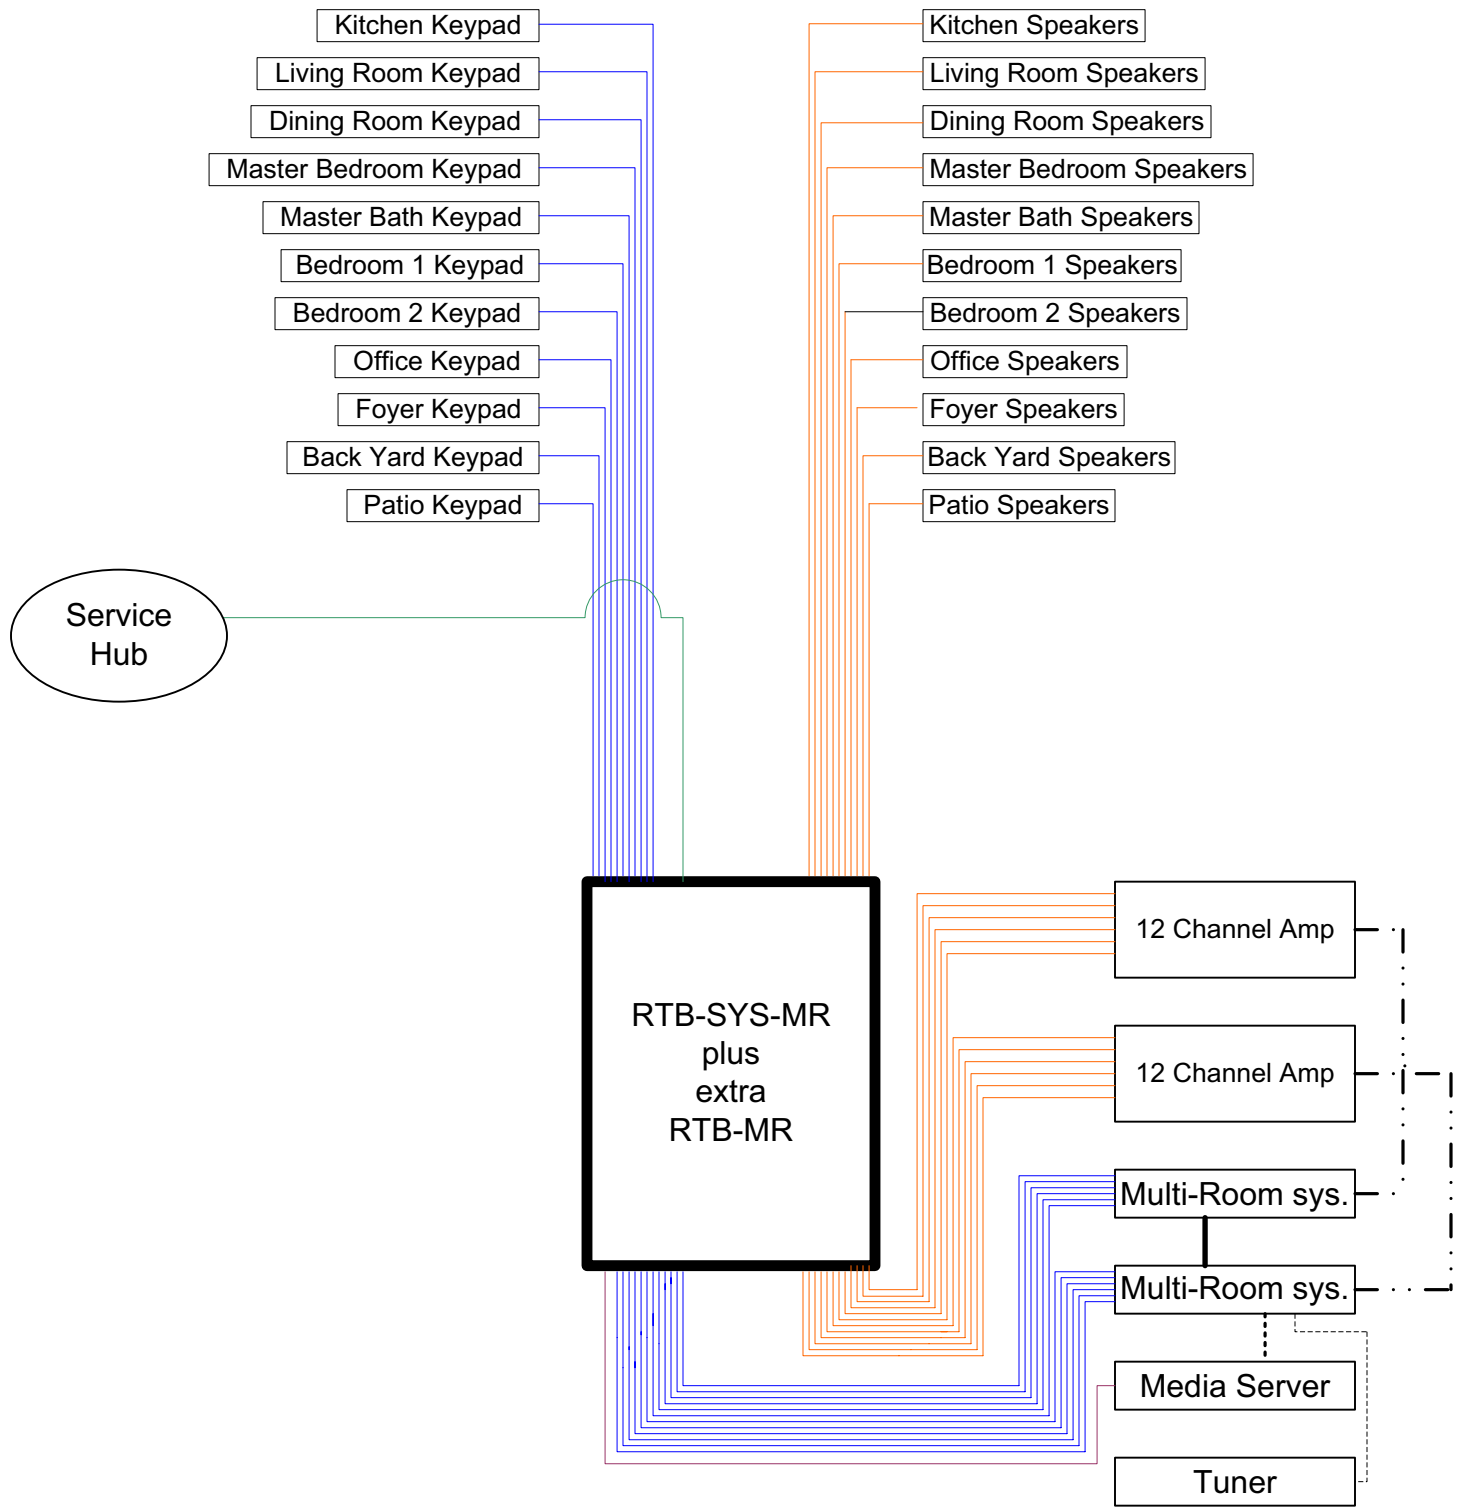 Kitchen Keypad
Living Room Keypad
Dining Room Keypad
Master Bedroom Keypad
Master Bath Keypad
Bedroom 1 Keypad
Bedroom 2 Keypad
Office Keypad
Foyer Keypad
Back Yard Keypad
Patio Keypad
Kitchen Speakers
Living Room Speakers
Dining Room Speakers
Master Bedroom Speakers
Master Bath Speakers
Bedroom 1 Speakers
Bedroom 2 Speakers
Office Speakers
Foyer Speakers
Back Yard Speakers
Patio Speakers
Service
Hub
RTB-SYS-MR
plus
extra
RTB-MR
12 Channel Amp
12 Channel Amp
Multi-Room sys.
Multi-Room sys.
Media Server
Tuner